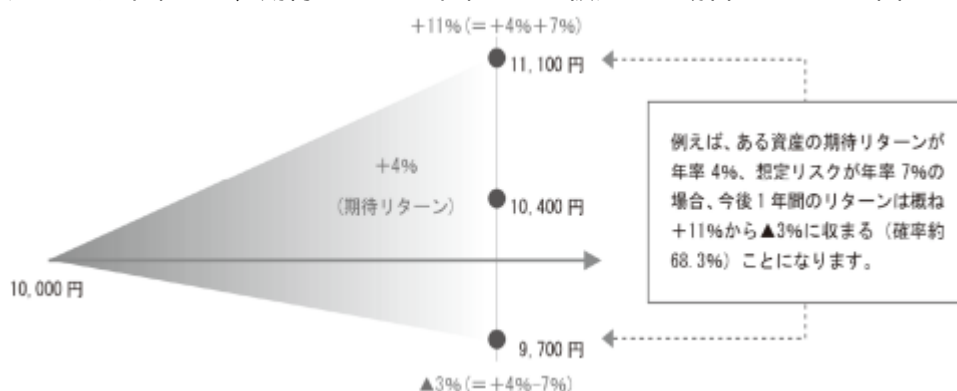 +11%(=+4%+7%)
11,100 円
+4%
(期待リターン)
10,400 円
10,000 円
9,700 円
▲3%(=+4%-7%)
例えば、ある資産の期待リターンが
年率 4%、想定リスクが年率 7%の
場合、今後 1 年間のリターンは概ね
+11%から▲3%に収まる（確率約
68.3%）ことになります。